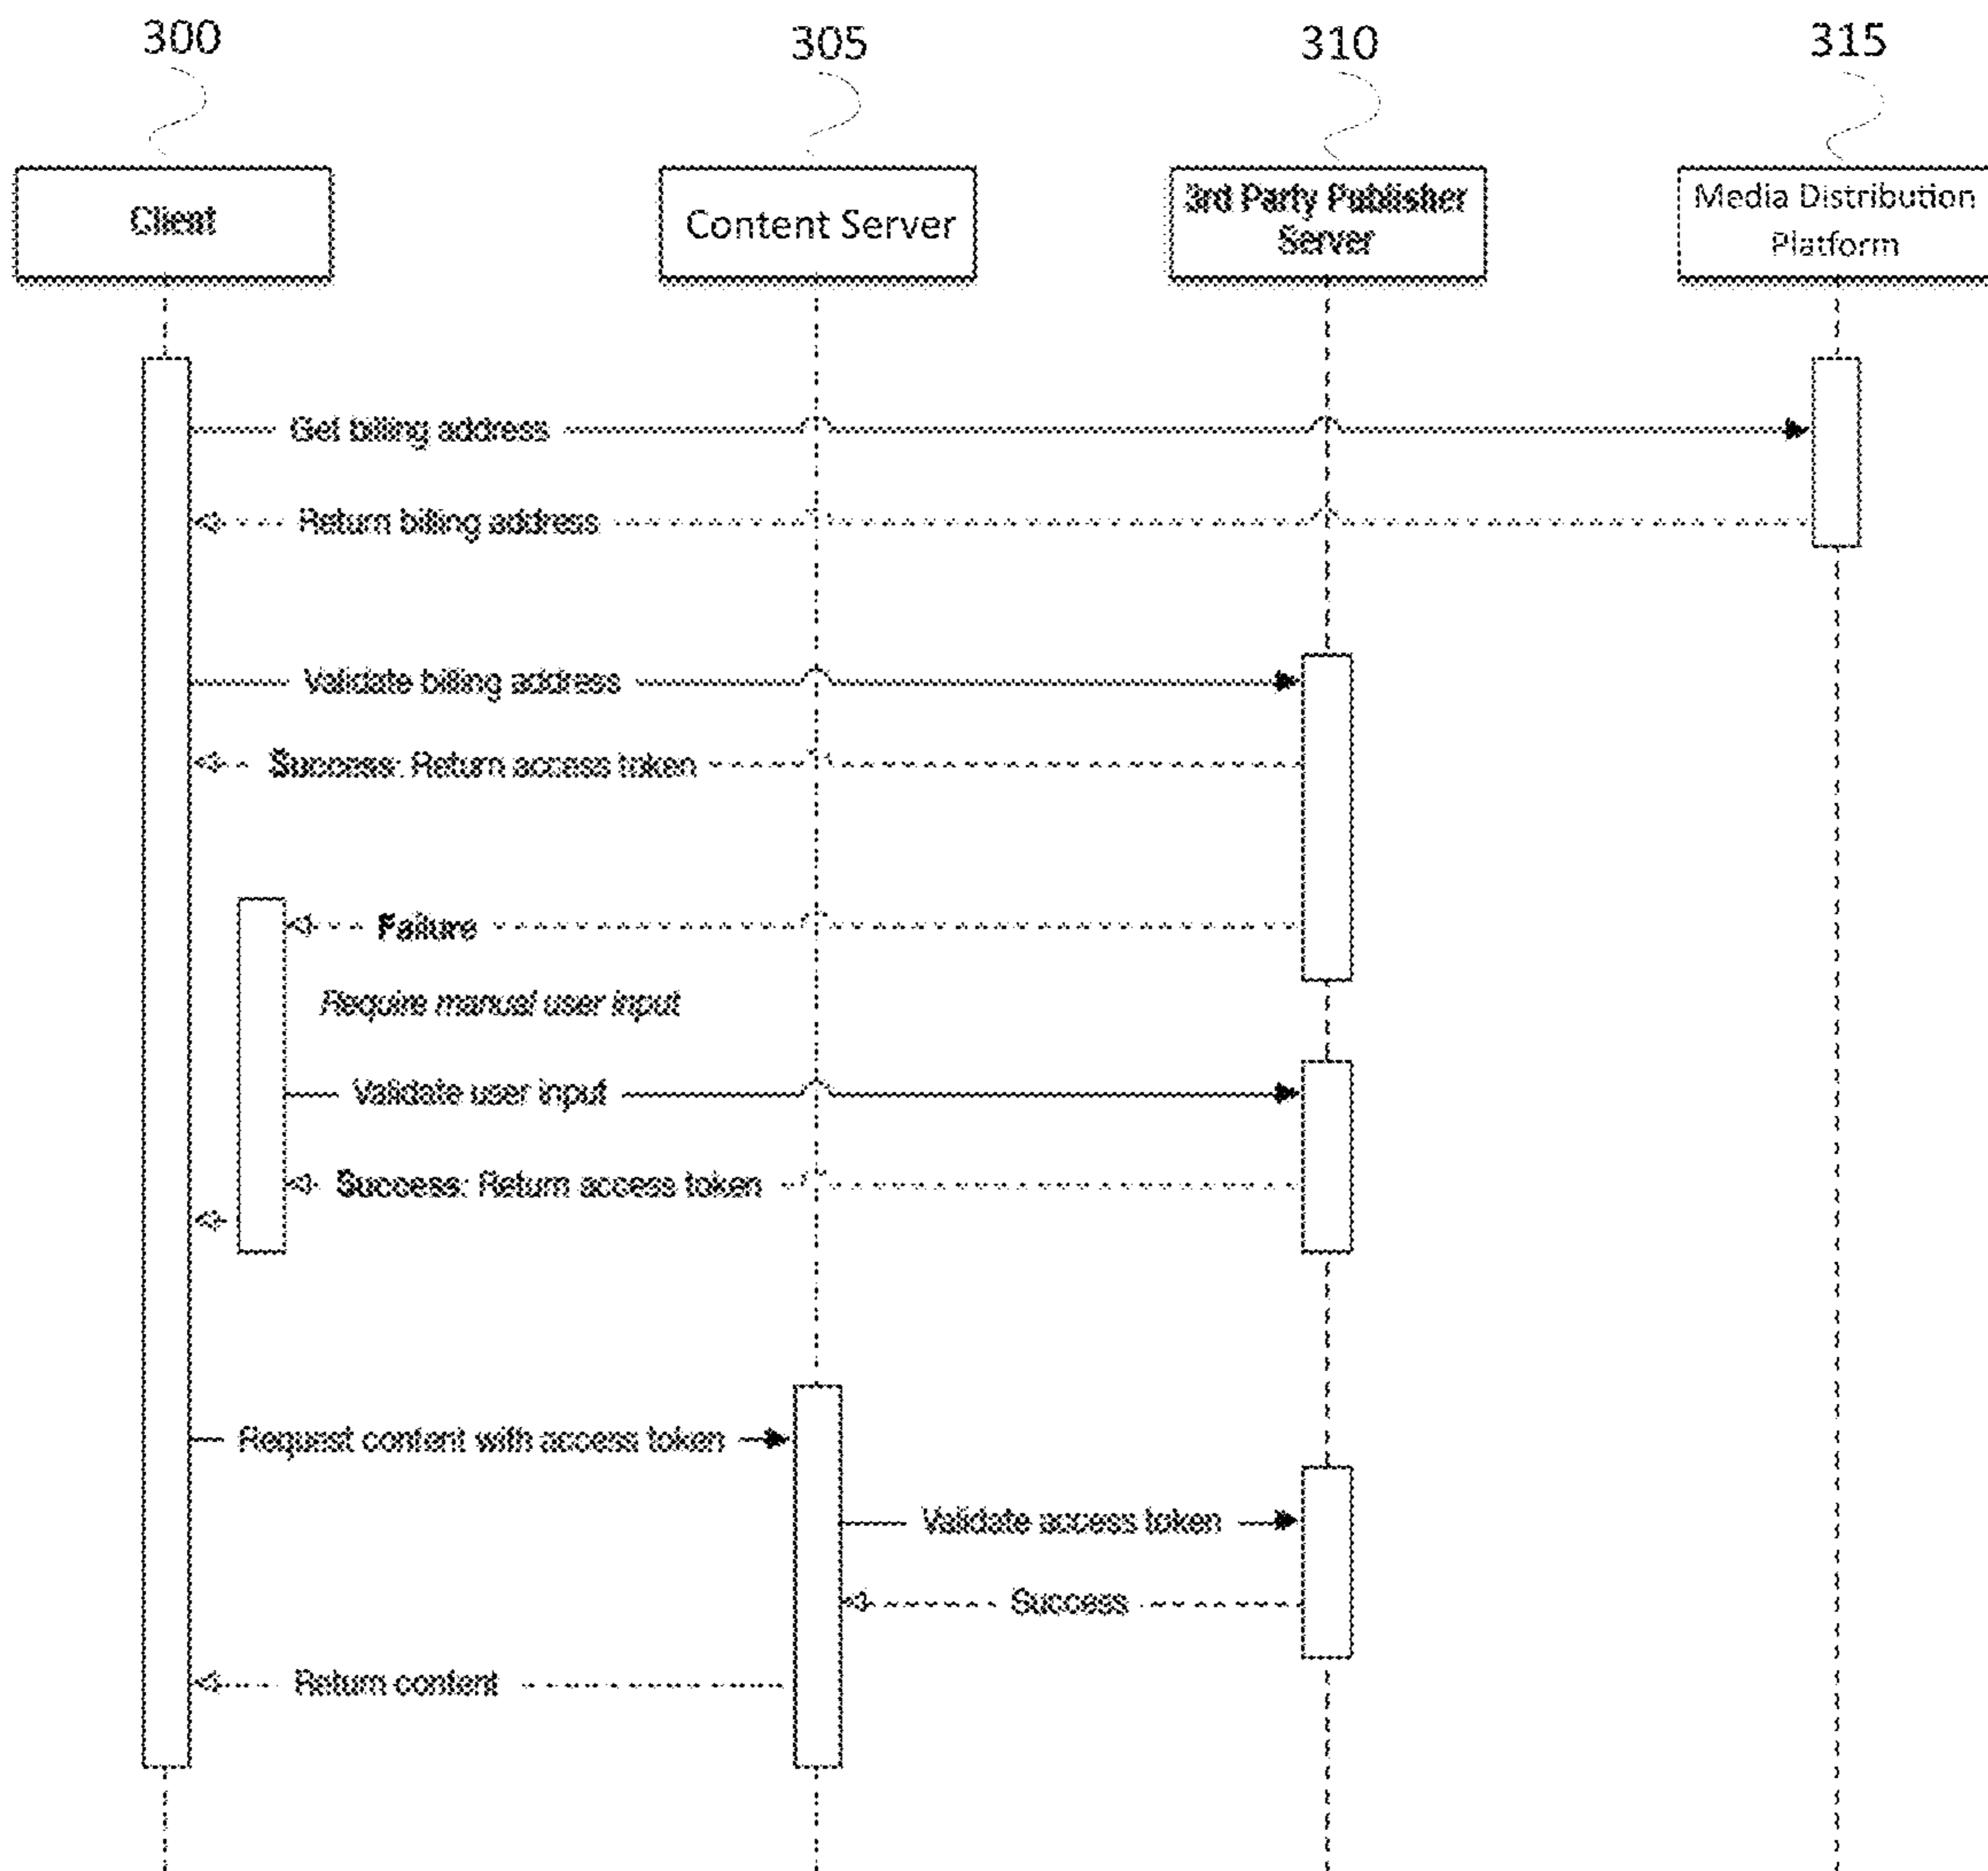 300
305
310
315
Client
Content Server
3rd Party Publisher
Server
Media Distribution
Platform
Get billing address
Return billing address
Validate billing address
Success: Return access token
Failure
Require manual user input
Validate user input
Success: Return access token
Request content with access token
Validate access token
Success
Return content